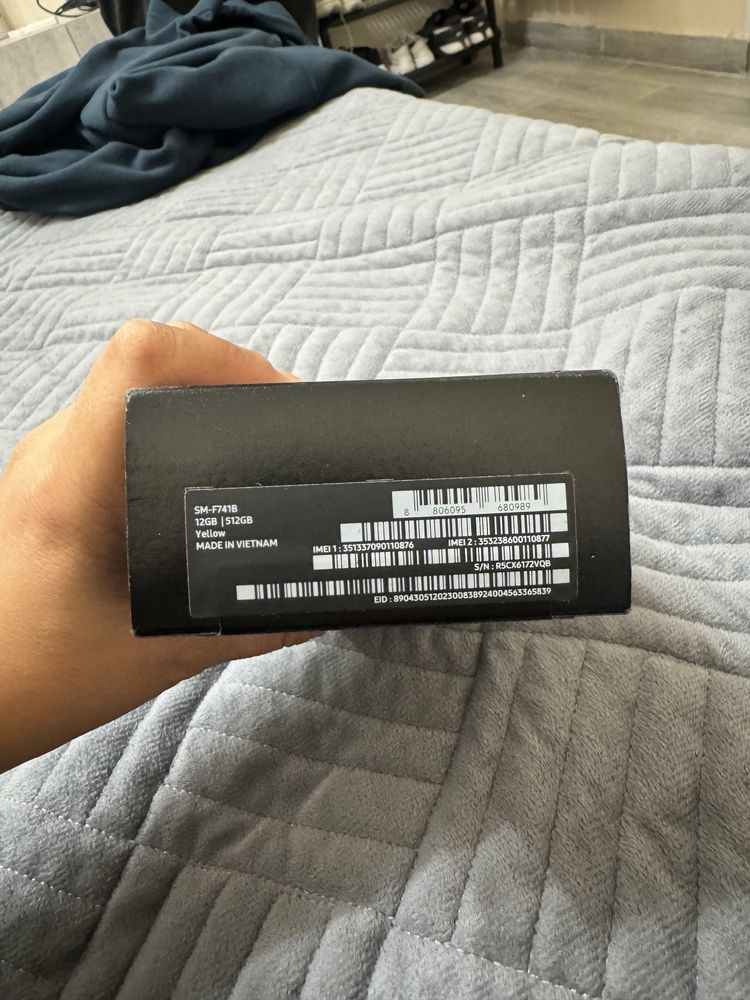 SM-F741B
12GB | 512GB
Yellow
MADE IN VIETNAM
8 806095 680989
IMEI 1 : 351337090110876
IMEI 2 : 353238600110877
S/N : R5CX6172VQB
EID : 89043051202300838924004563365839